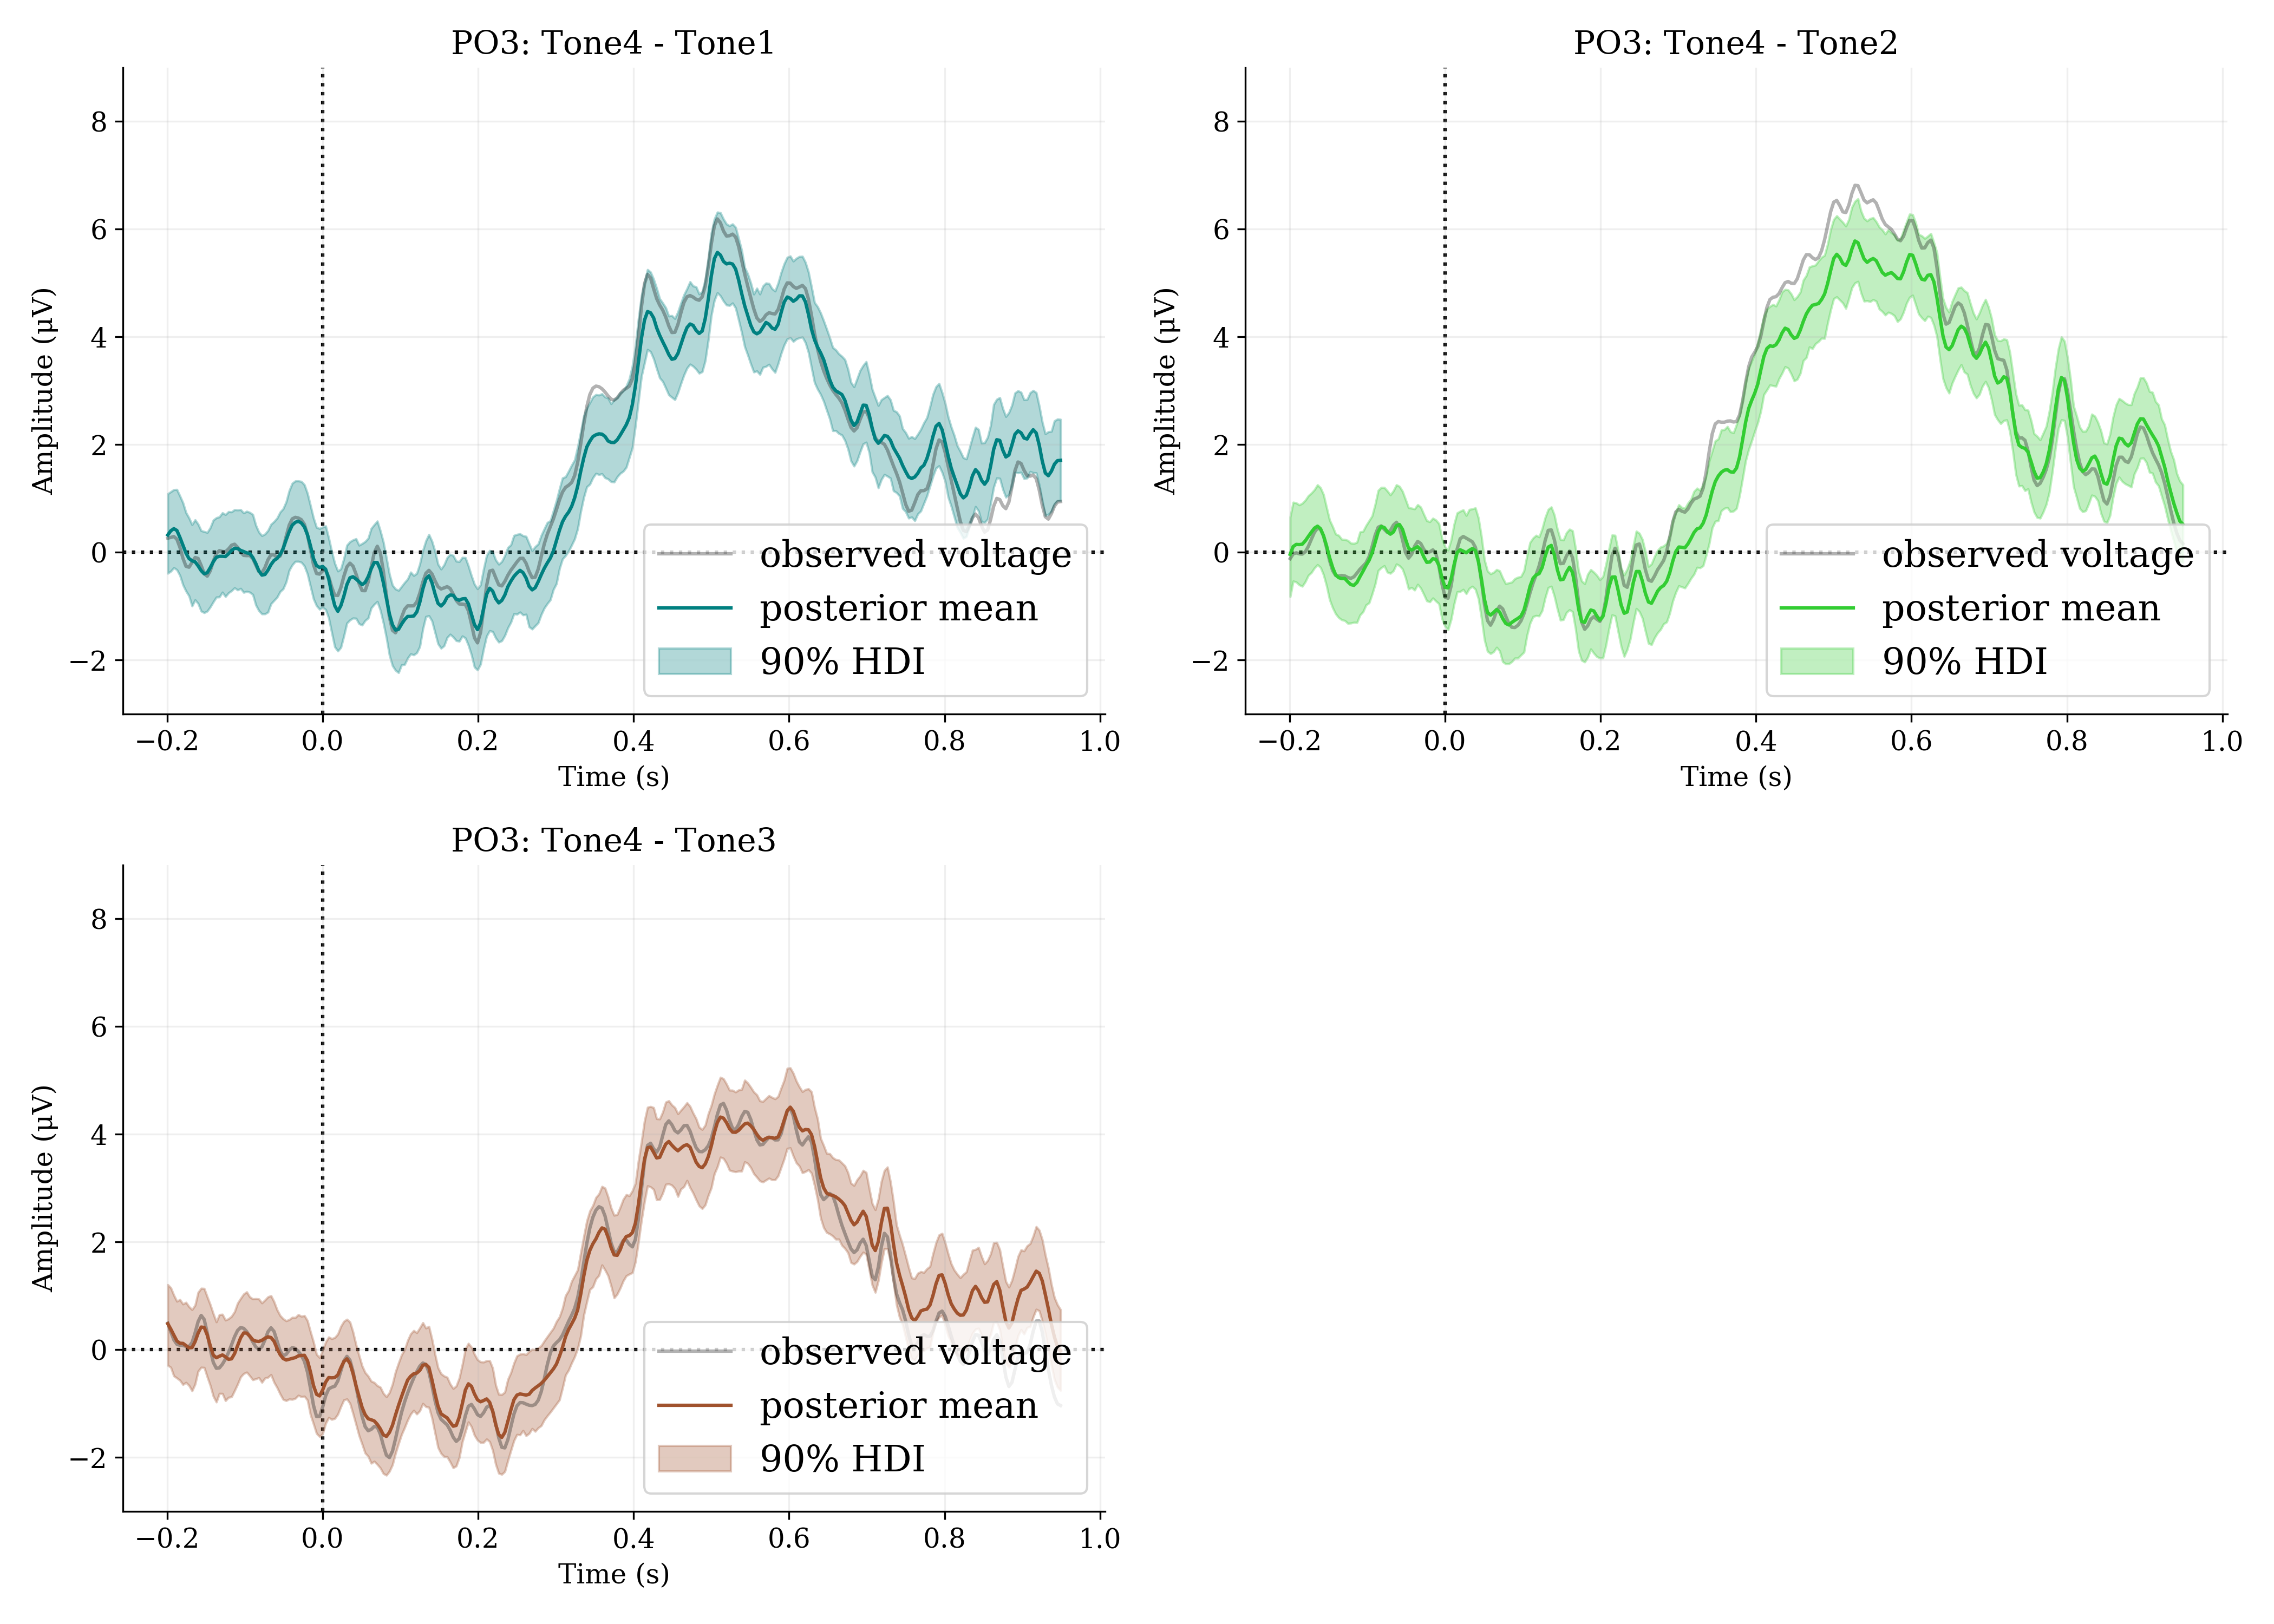 PO3: Tone4 - Tone1
8
6
4
2
0
−2
Amplitude (µV)
observed voltage
posterior mean
90% HDI
−0.2 0.0 0.2 0.4 0.6 0.8 1.0
Time (s)
PO3: Tone4 - Tone2
8
6
4
2
0
−2
Amplitude (µV)
observed voltage
posterior mean
90% HDI
−0.2 0.0 0.2 0.4 0.6 0.8 1.0
Time (s)
PO3: Tone4 - Tone3
8
6
4
2
0
−2
Amplitude (µV)
observed voltage
posterior mean
90% HDI
−0.2 0.0 0.2 0.4 0.6 0.8 1.0
Time (s)